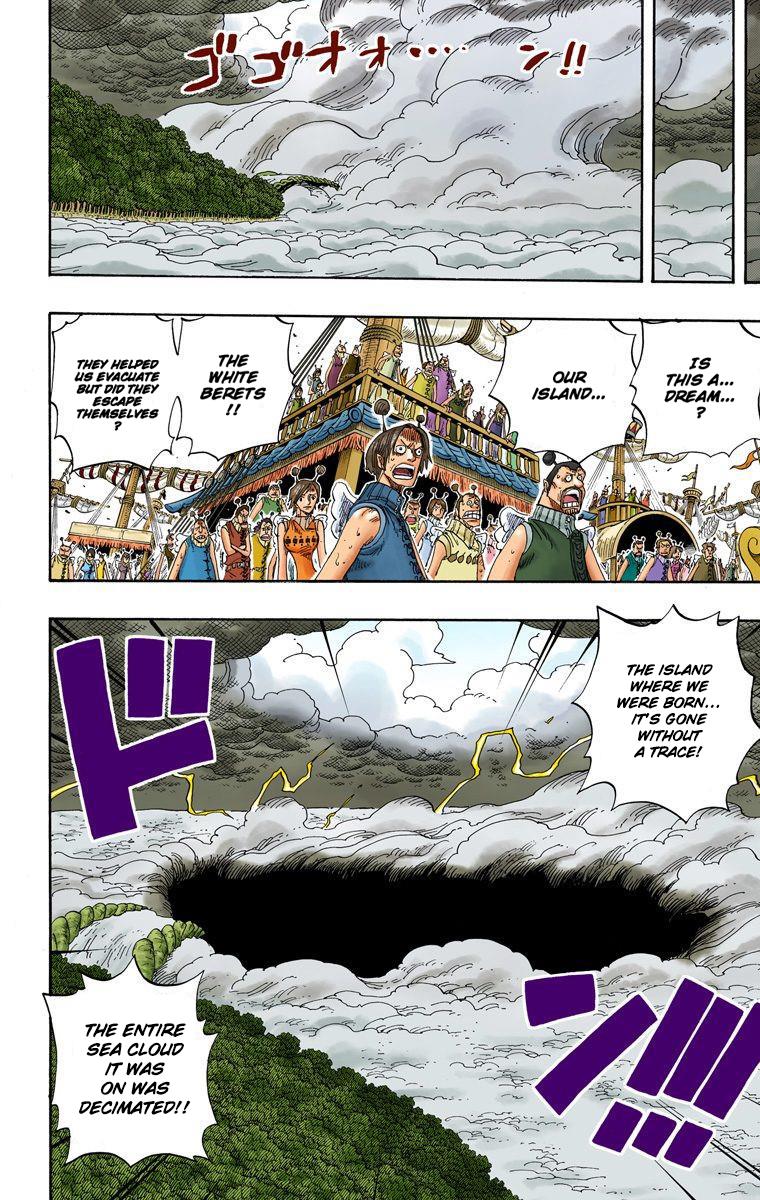 ゴゴオオ・・・・ン!!
IS
THIS A...
DREAM...
?
OUR
ISLAND...
THE
WHITE
BERETS
!!
THEY HELPED
US EVACUATE
BUT DID THEY
ESCAPE
THEMSELVES
?
THE ISLAND
WHERE WE
WERE BORN...
IT'S GONE
WITHOUT
A TRACE!
ド
ン!!!
THE ENTIRE
SEA CLOUD
IT WAS
ON WAS
DECIMATED!!